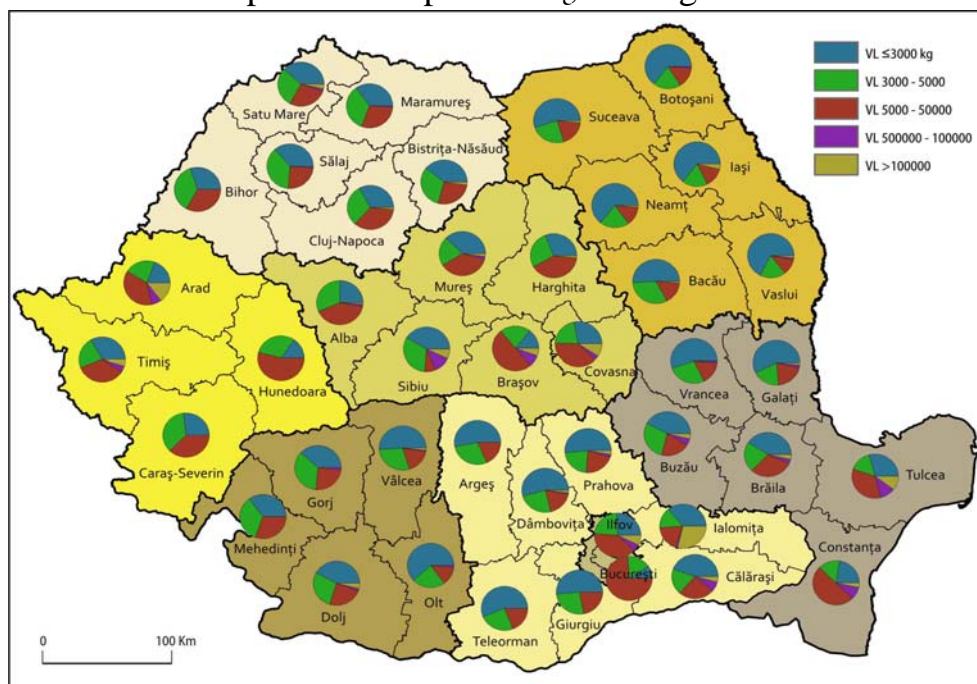 VL ≤3000 kg
VL 3000 - 5000
VL 5000 - 50000
VL 500000 - 100000
VL >100000
Botoşani
Suceava
Maramureş
Satu Mare
Bistriţa-Năsăud
Sălaj
Iaşi
Bihor
Neamţ
Cluj-Napoca
Mureş
Harghita
Bacău
Vaslui
Arad
Alba
Timiş
Hunedoara
Sibiu
Braşov
Covasna
Vrancea
Galaţi
Caraş-Severin
Buzău
Brăila
Tulcea
Gorj
Vâlcea
Argeş
Prahova
Dâmboviţa
Ilfov
Ialomiţa
Mehedinţi
Constanţa
Bucureşti
Călăraşi
Dolj
Olt
Teleorman
Giurgiu
0
100 Km